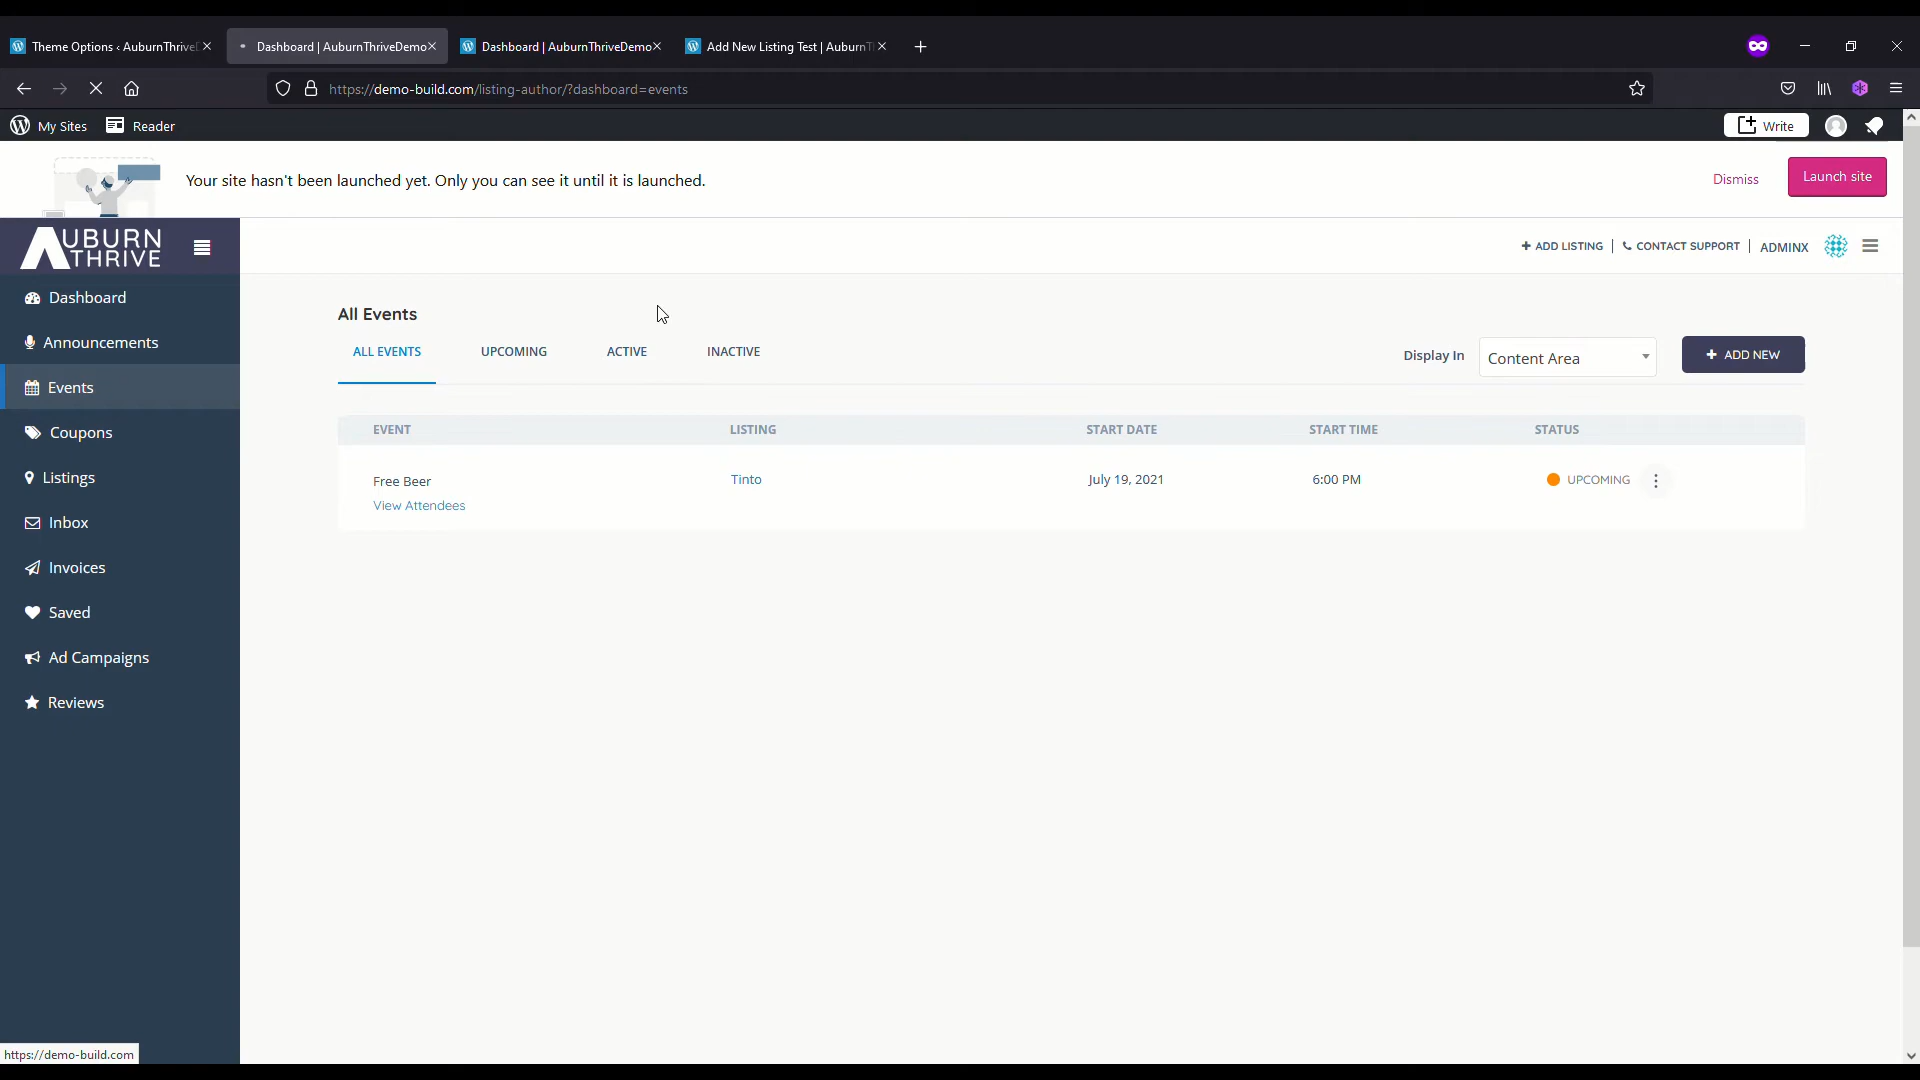 Theme Options ‹ AuburnThriveD
Dashboard | AuburnThriveDemo
Dashboard | AuburnThriveDemo
Add New Listing Test | AuburnT
https://demo-build.com/listing-author/?dashboard=events
My Sites
Reader
Write
Your site hasn't been launched yet. Only you can see it until it is launched.
Dismiss
Launch site
AUBURN
THRIVE
ADD LISTING
CONTACT SUPPORT
ADMINX
Dashboard
Announcements
Events
Coupons
Listings
Inbox
Invoices
Saved
Ad Campaigns
Reviews
All Events
ALL EVENTS UPCOMING ACTIVE INACTIVE
Display In
Content Area
+ ADD NEW
EVENT LISTING START DATE START TIME STATUS
Free Beer Tinto July 19, 2021 6:00 PM UPCOMING
View Attendees
https://demo-build.com